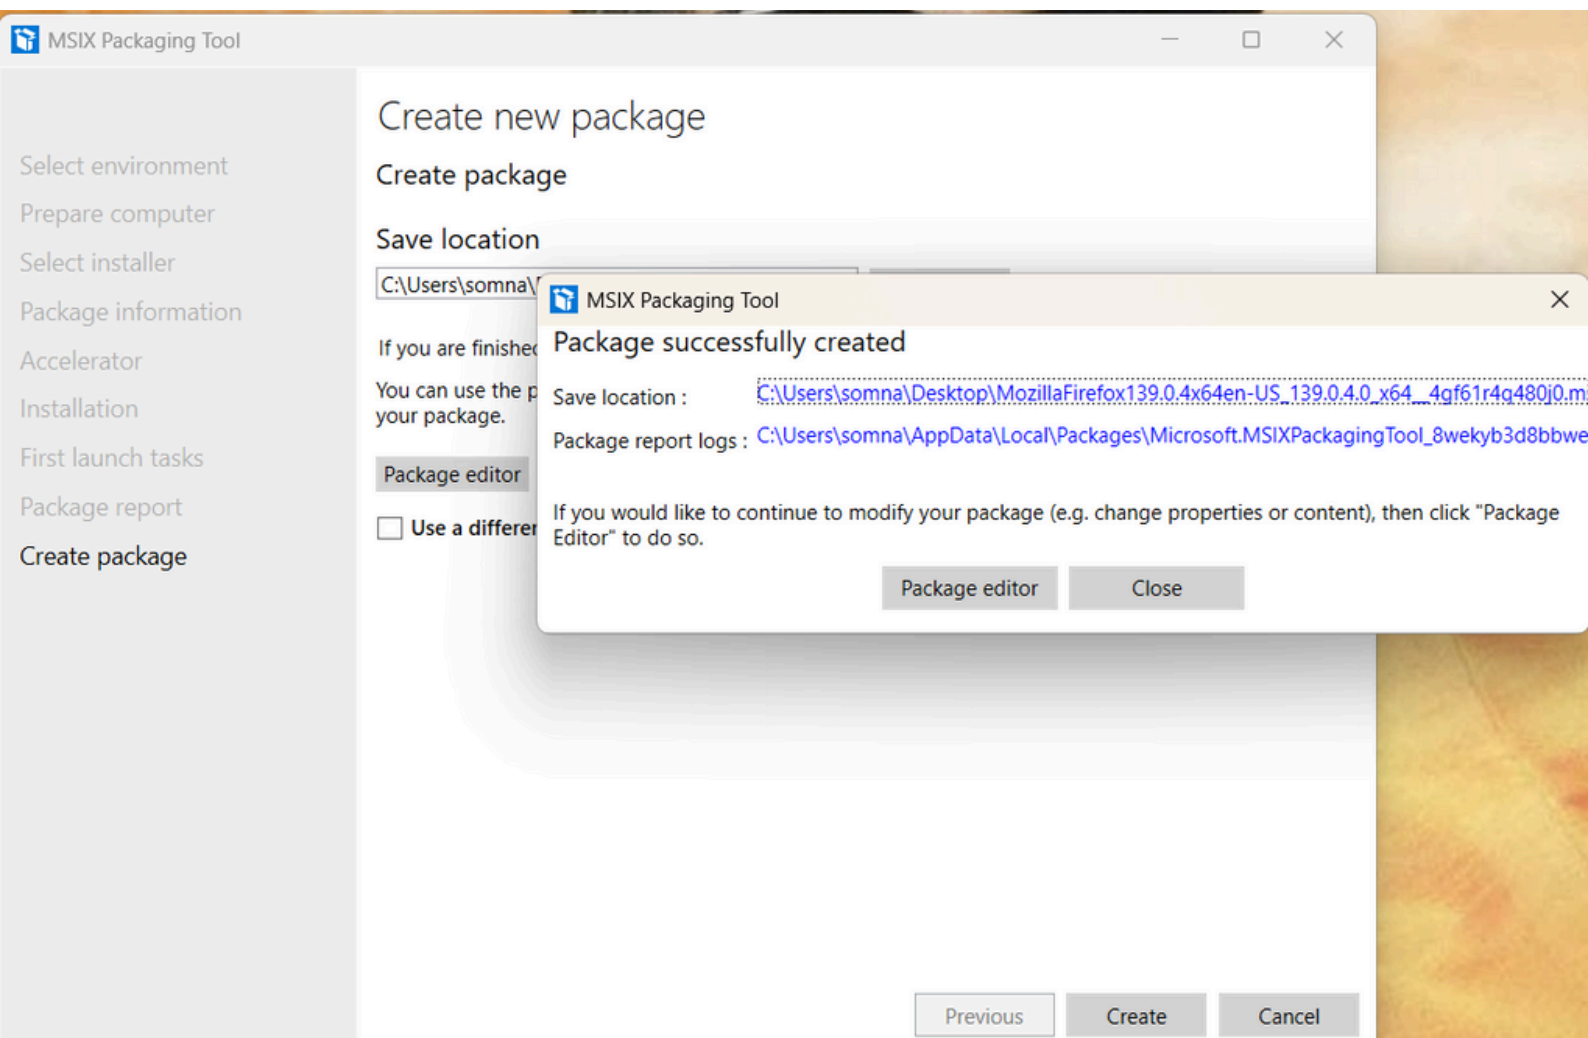 MSIX Packaging Tool
Create new package
Select environment
Prepare computer
Select installer
Package information
Accelerator
Installation
First launch tasks
Package report
Create package
Create package
Save location
C:\Users\somna\
If you are finished
You can use the p
your package.
Package editor
Use a differen
MSIX Packaging Tool
Package successfully created
Save location : C:\Users\somna\Desktop\MozillaFirefox139.0.4x64en-US_139.0.4.0_x64__4gf61r4q480j0.m
Package report logs : C:\Users\somna\AppData\Local\Packages\Microsoft.MSIXPackagingTool_8wekyb3d8bbwe
If you would like to continue to modify your package (e.g. change properties or content), then click "Package
Editor" to do so.
Package editor
Close
Previous
Create
Cancel